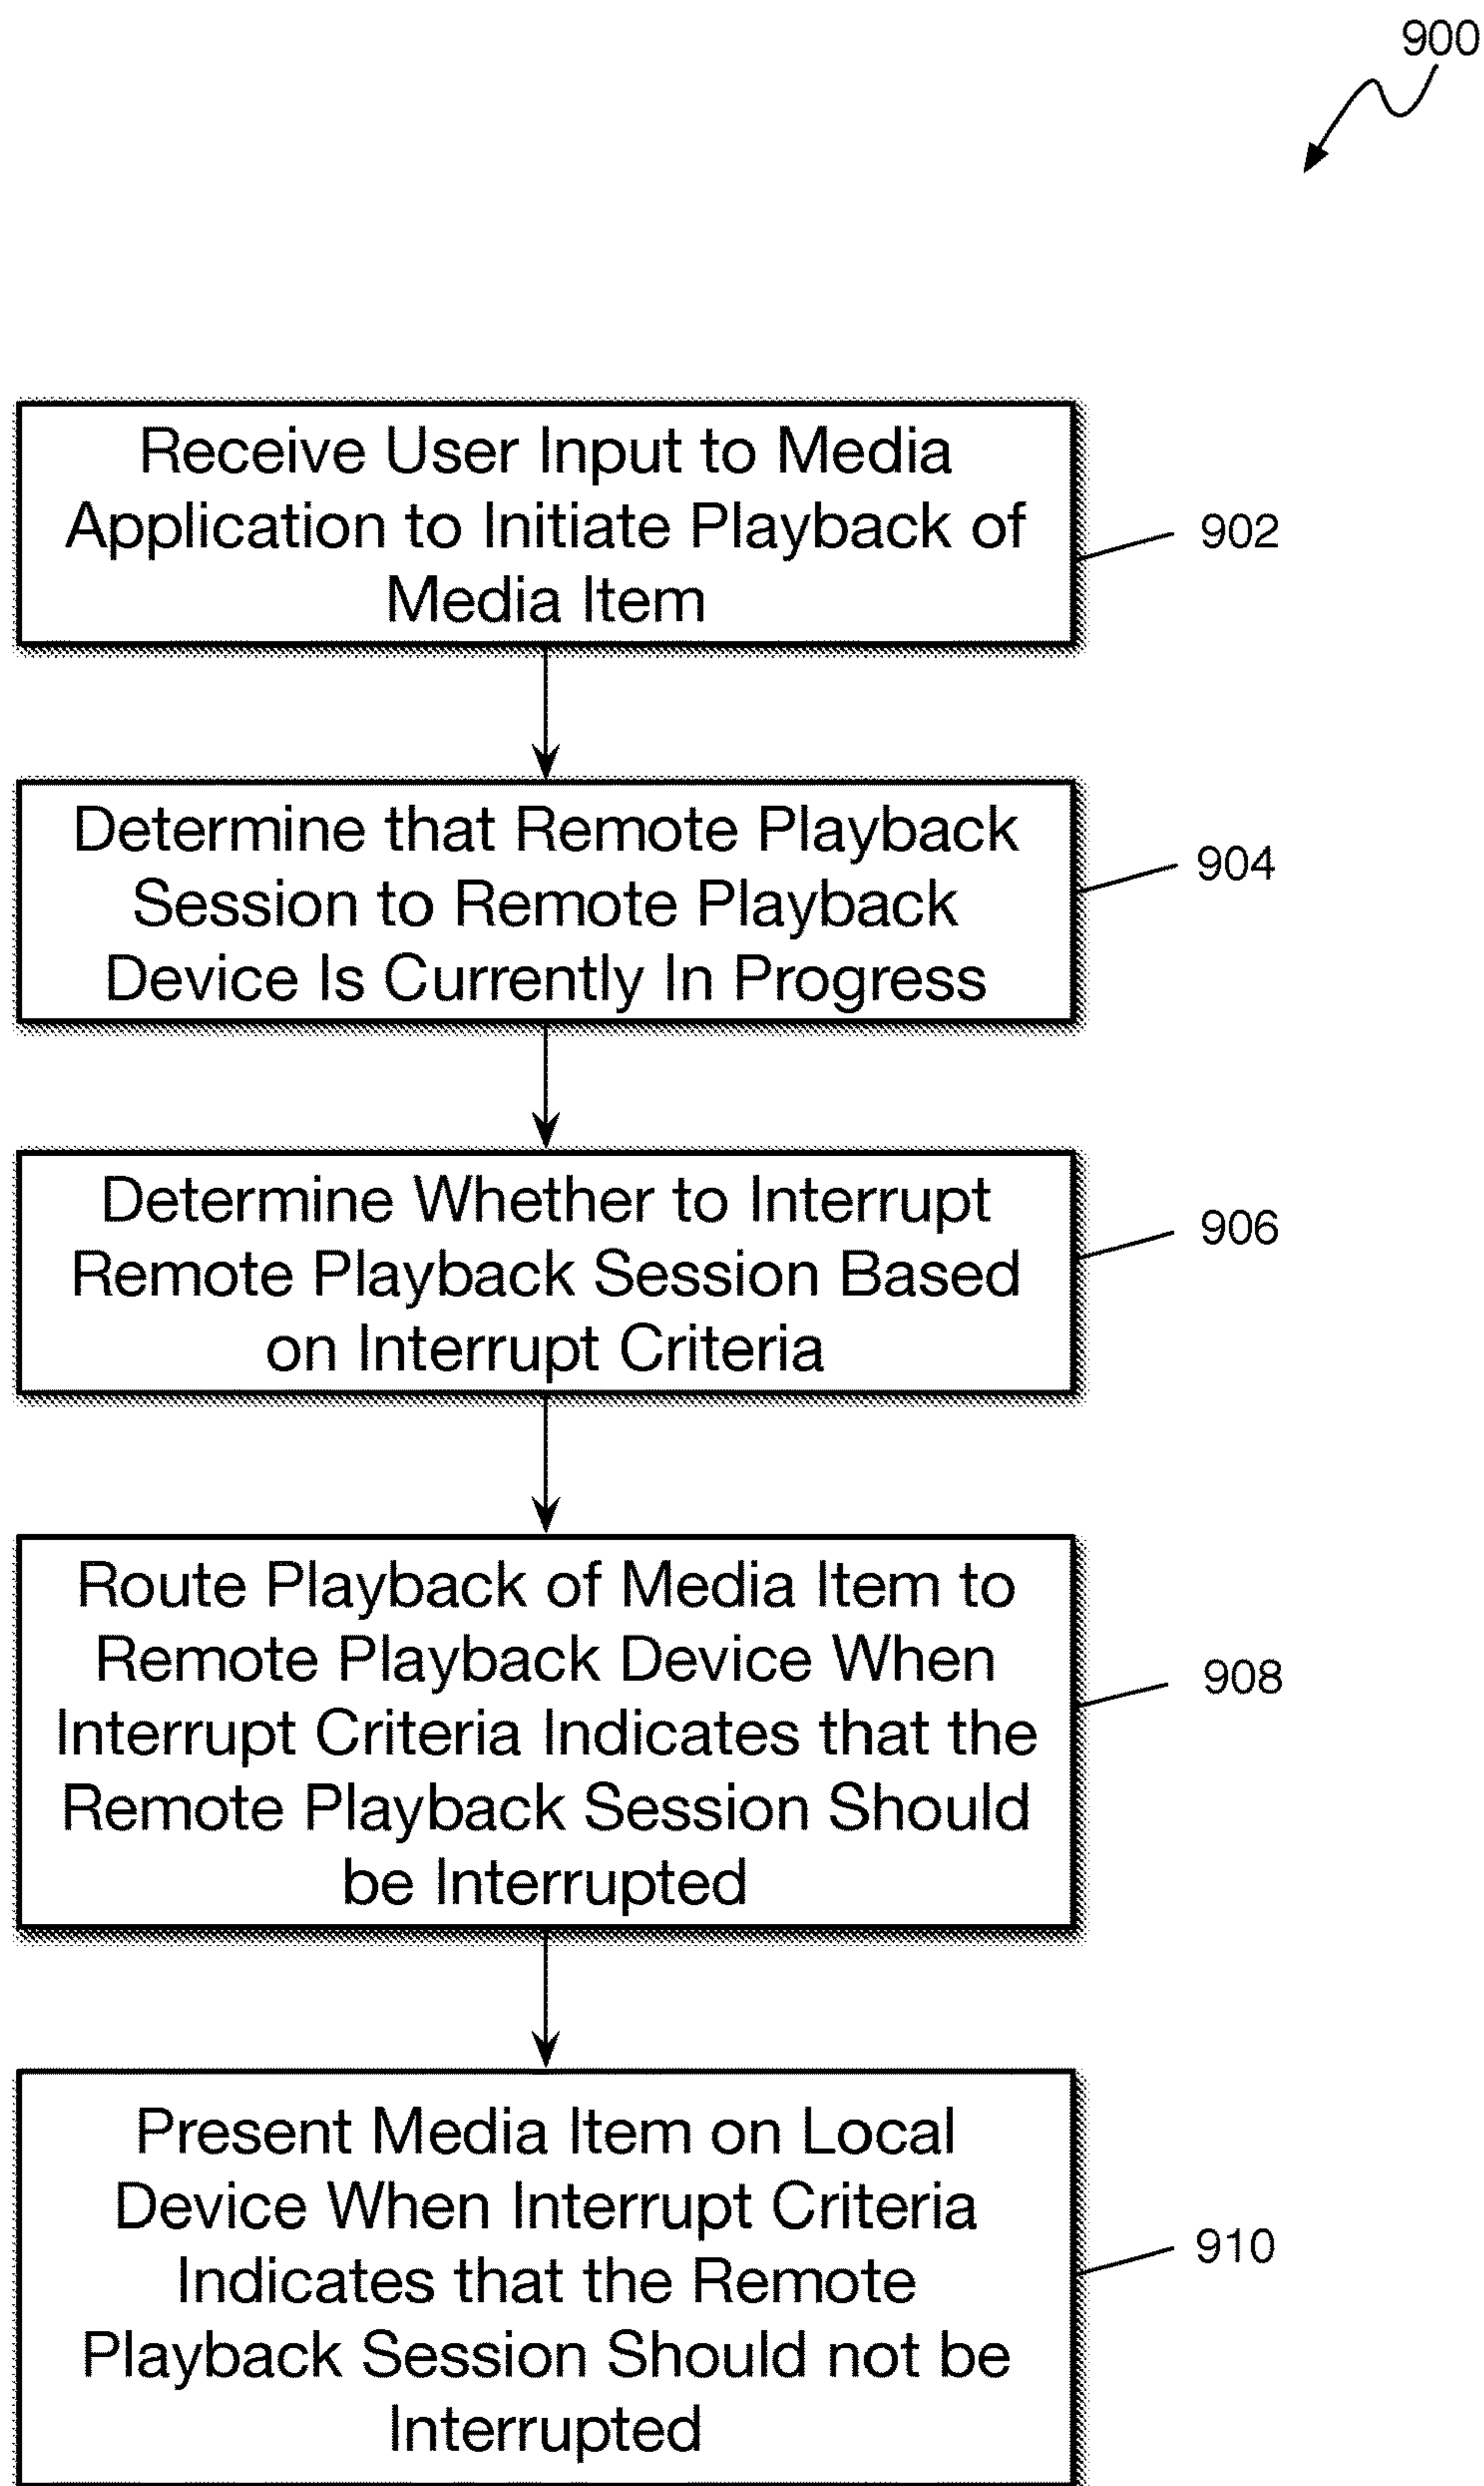 900
Receive User Input to Media
Application to Initiate Playback of
Media Item
902
Determine that Remote Playback
Session to Remote Playback
Device Is Currently In Progress
904
Determine Whether to Interrupt
Remote Playback Session Based
on Interrupt Criteria
906
Route Playback of Media Item to
Remote Playback Device When
Interrupt Criteria Indicates that the
Remote Playback Session Should
be Interrupted
908
Present Media Item on Local
Device When Interrupt Criteria
Indicates that the Remote
Playback Session Should not be
Interrupted
910